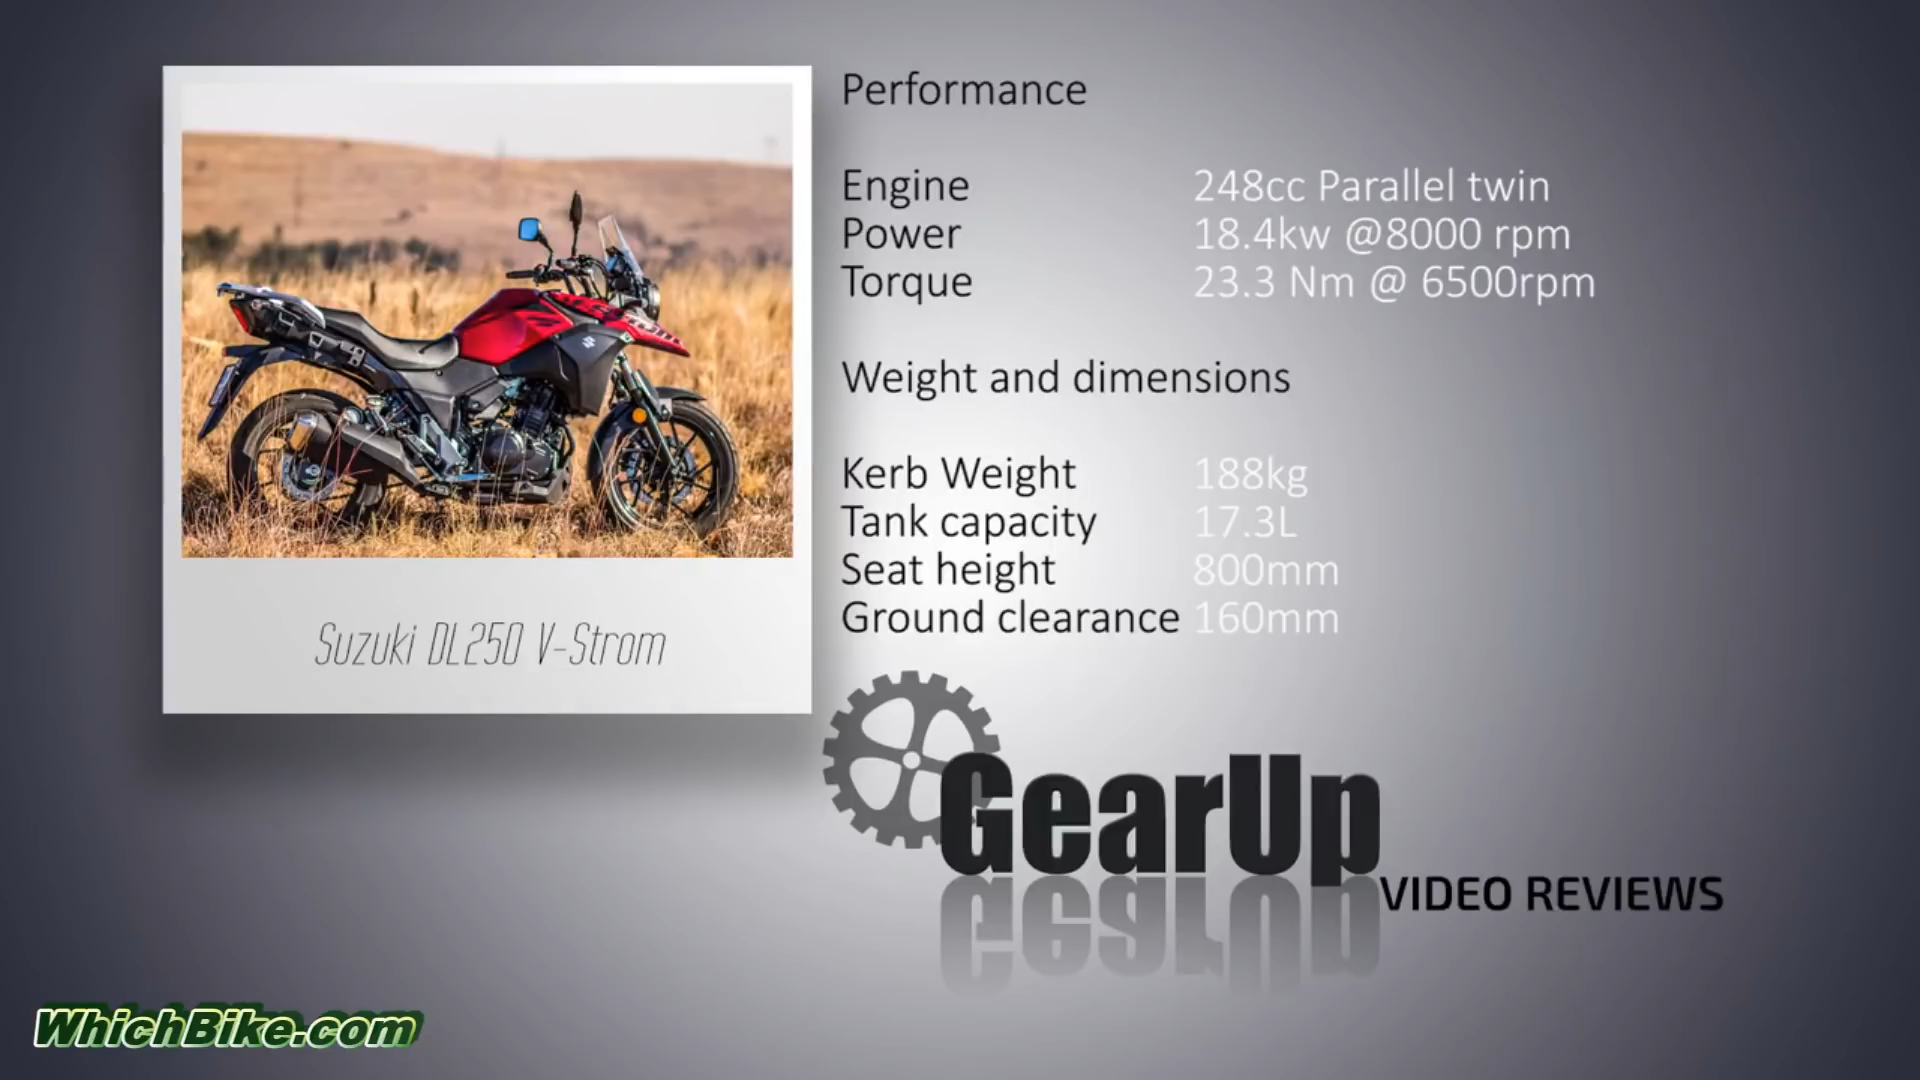 Performance
Engine 248cc Parallel twin
Power 18.4kw @8000 rpm
Torque 23.3 Nm @ 6500rpm
Weight and dimensions
Kerb Weight 188kg
Tank capacity 17.3L
Seat height 800mm
Ground clearance 160mm
Suzuki DL250 V-Strom
GearUp
VIDEO REVIEWS
WhichBike.com